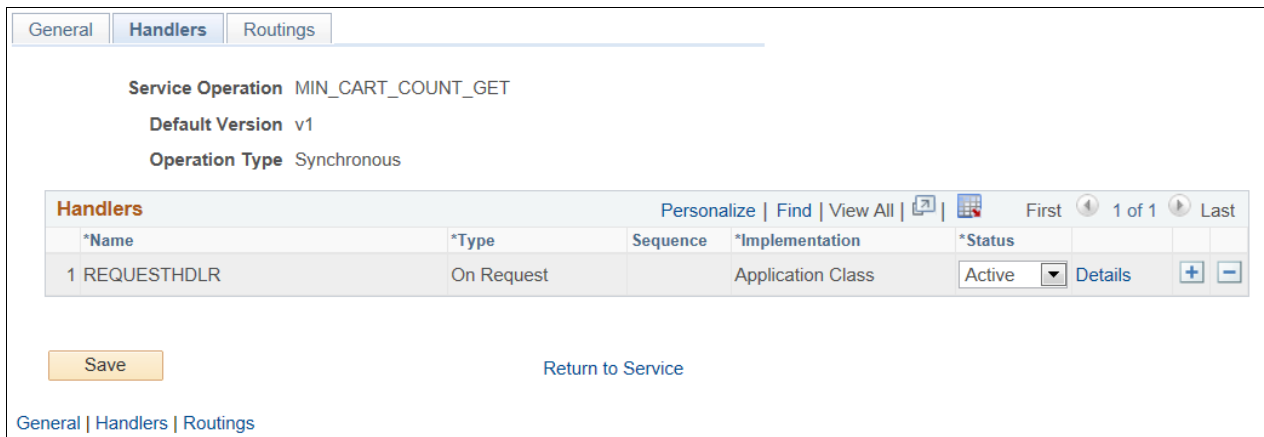 General Handlers Routings
Service Operation MIN_CART_COUNT_GET
Default Version v1
Operation Type Synchronous
Handlers Personalize | Find | View All | | First 1 of 1 Last
*Name *Type Sequence *Implementation *Status
1 REQUESTHDLR On Request Application Class Active Details
Save Return to Service
General | Handlers | Routings